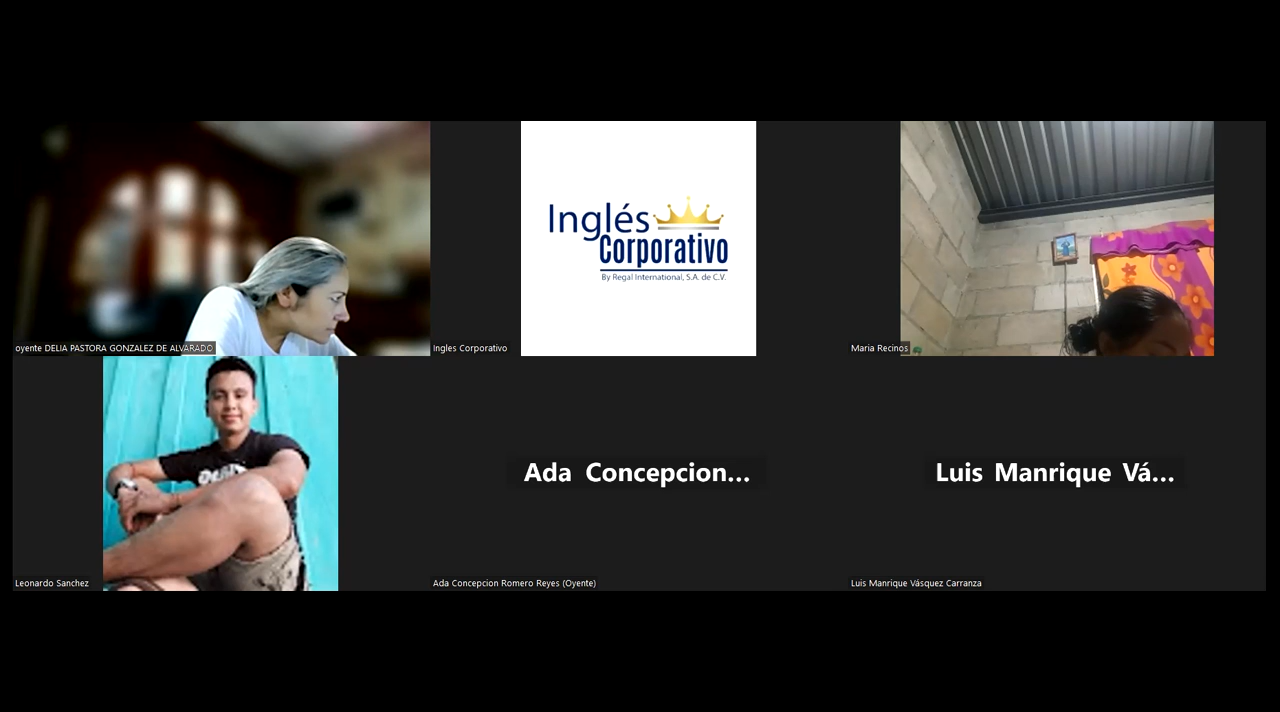 oyente DELIA PASTORA GONZALEZ DE ALVARADO
Inglés
Corporativo
By Regal International, S.A. de C.V.
Ingles Corporativo
Maria Recinos
Leonardo Sanchez
Ada Concepcion...
Ada Concepcion Romero Reyes (Oyente)
Luis Manrique Vá...
Luis Manrique Vásquez Carranza